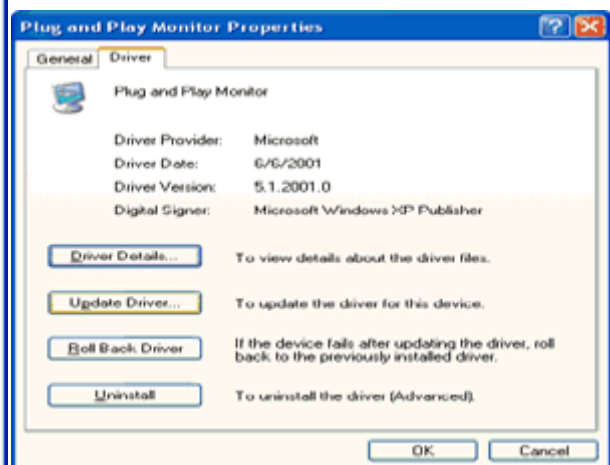 Plug and Play Monitor Properties
General Driver
Plug and Play Monitor
Driver Provider: Microsoft
Driver Date: 6/6/2001
Driver Version: 5.1.2001.0
Digital Signer: Microsoft Windows XP Publisher
Driver Details... To view details about the driver files.
Update Driver... To update the driver for this device.
Roll Back Driver If the device fails after updating the driver, roll
back to the previously installed driver.
Uninstall To uninstall the driver (Advanced).
OK Cancel